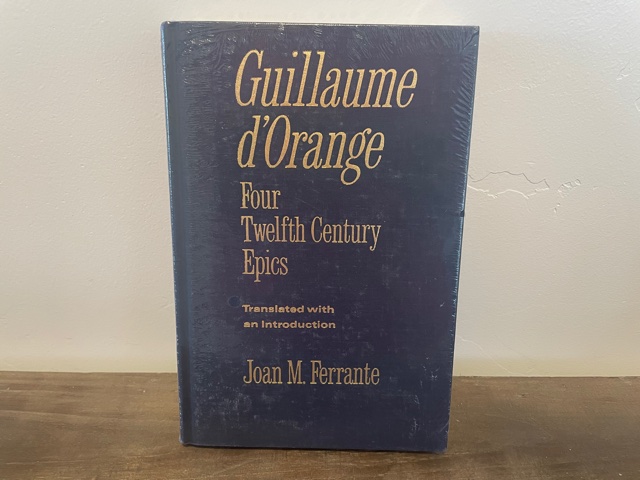 Guillaume
d'Orange
Four
Twelfth Century
Epics
Translated with
an Introduction
Joan M. Ferrante